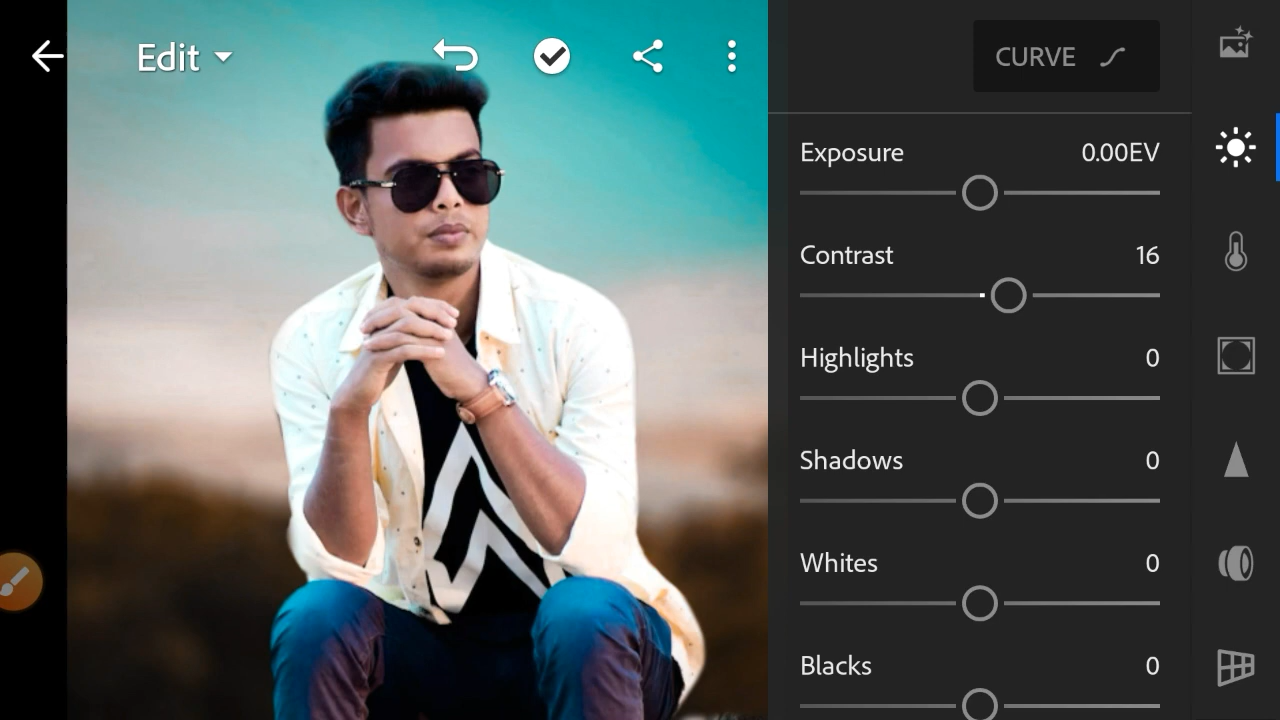 Edit
CURVE
Exposure 0.00EV
Contrast 16
Highlights 0
Shadows 0
Whites 0
Blacks 0